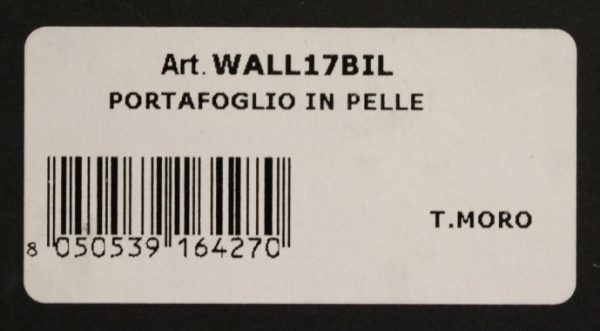 Art. WALL17BIL
PORTAFOGLIO IN PELLE
T.MORO
8 050539 164270